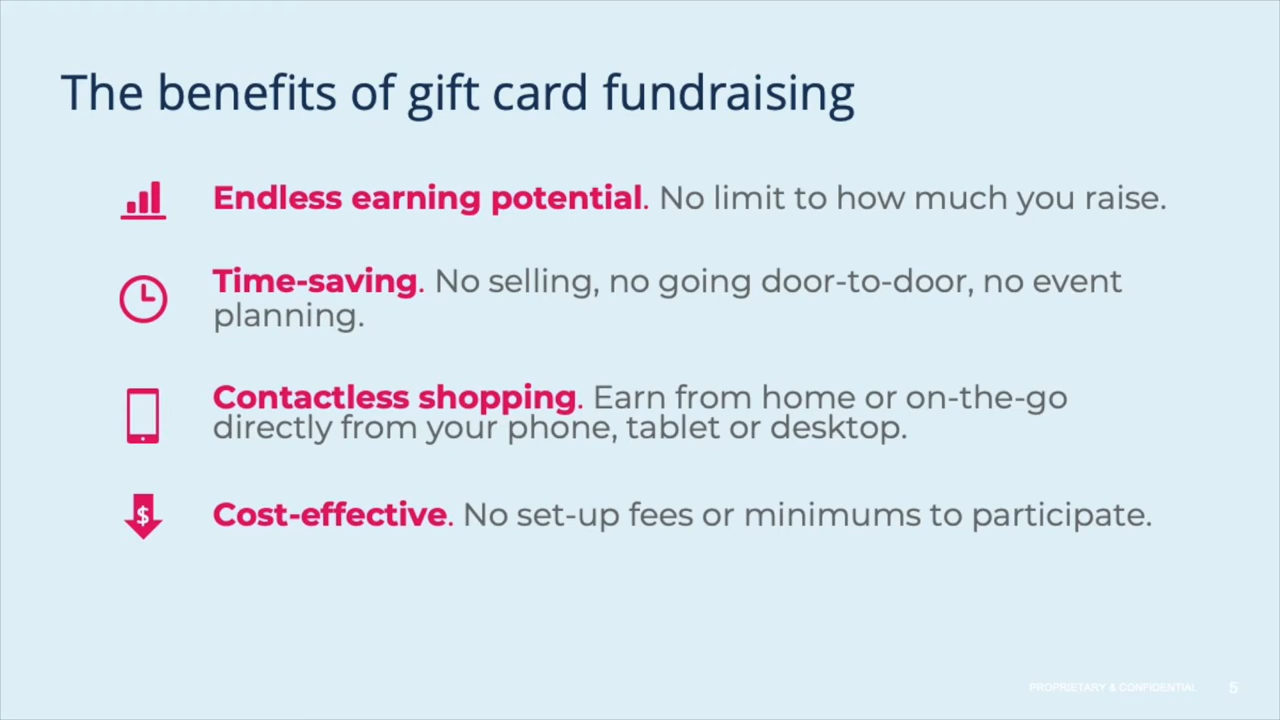 The benefits of gift card fundraising
Endless earning potential. No limit to how much you raise.
Time-saving. No selling, no going door-to-door, no event
planning.
Contactless shopping. Earn from home or on-the-go
directly from your phone, tablet or desktop.
$
Cost-effective. No set-up fees or minimums to participate.
PROPRIETARY & CONFIDENTIAL 5